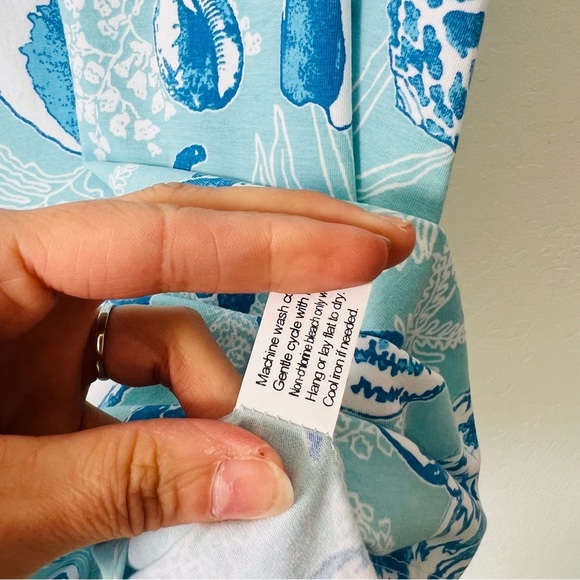 Machine wash
Gentle cycle with
Non-chlorine bleach only
Hang or lay flat to dry.
Cool iron if needed.